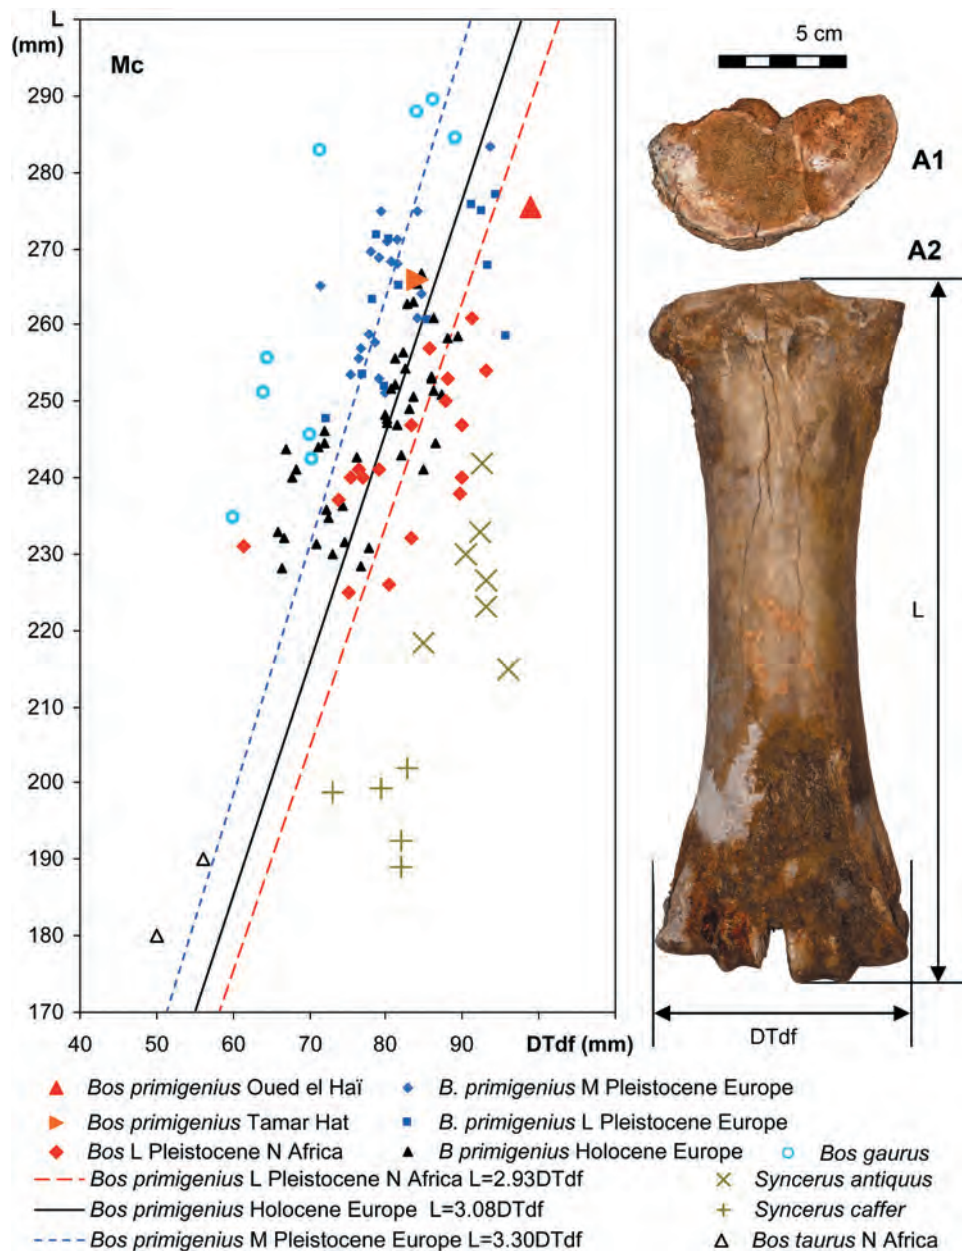 L
(mm)
Mc
290
280
270
260
250
240
230
220
210
200
190
180
170
40 50 60 70 80 90 DTdf (mm)
5 cm
A1
A2
L
DTdf
Bos primigenius Oued el Haï
B. primigenius M Pleistocene Europe
Bos primigenius Tamar Hat
B. primigenius L Pleistocene Europe
Bos L Pleistocene N Africa
B primigenius Holocene Europe
Bos gaurus
Bos primigenius L Pleistocene N Africa L=2.93DTdf
Syncerus antiquus
Bos primigenius Holocene Europe L=3.08DTdf
Syncerus caffer
Bos primigenius M Pleistocene Europe L=3.30DTdf
Bos taurus N Africa